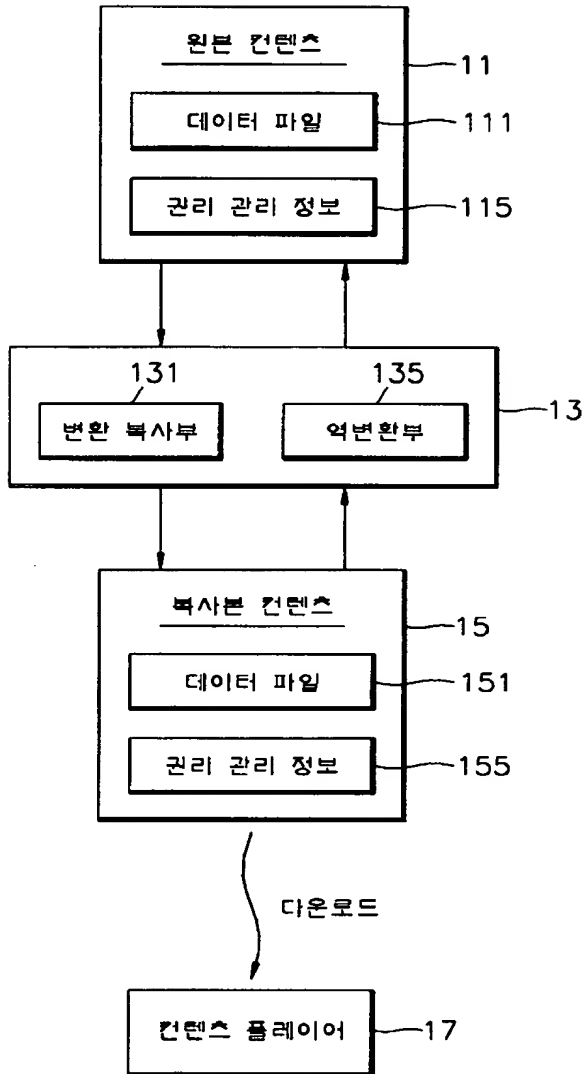 원본 컨텐츠
11
데이터 파일
111
권리 관리 정보
115
131
135
13
변환 복사부
역변환부
복사본 컨텐츠
15
데이터 파일
151
권리 관리 정보
155
다운로드
컨텐츠 플레이어
17